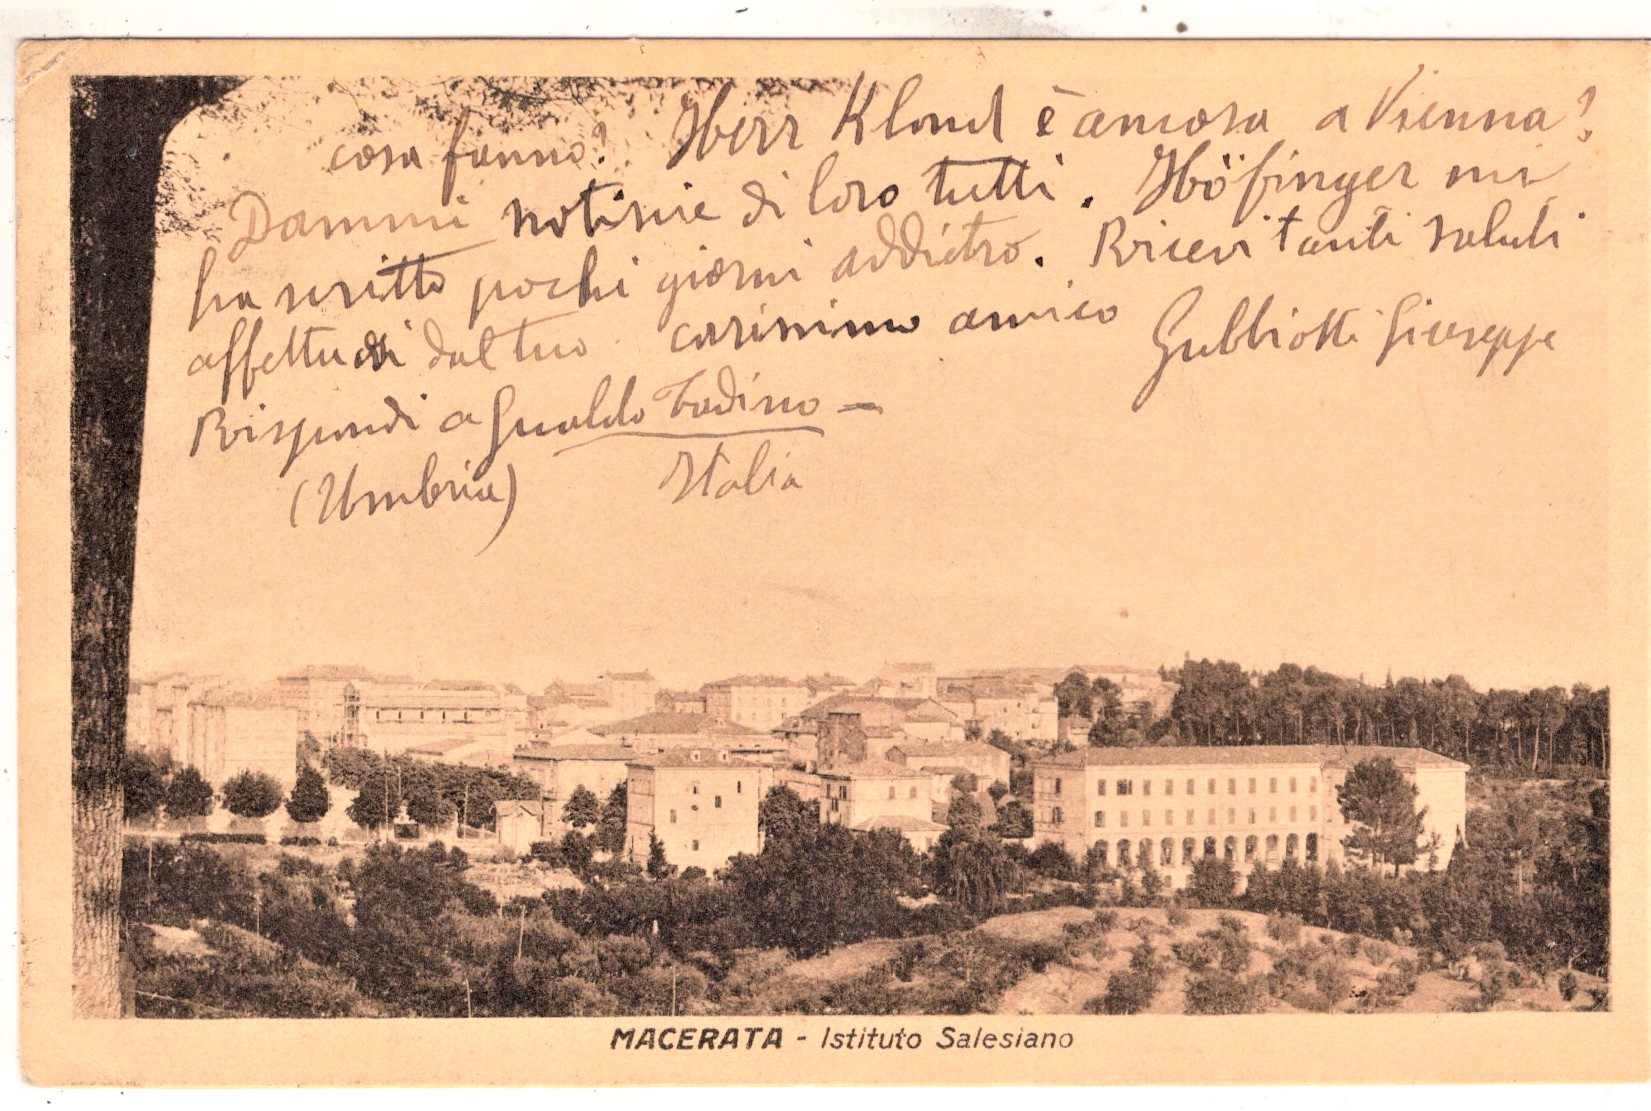 cosa fanno? Herr Klond è ancora a Vienna?
Dammi notizie di loro tutti. Höfinger mi
ha scritto pochi giorni addietro. Ricevi tanti saluti
affettuosi dal tuo carissimo amico Gubbiotti Giuseppe
Rispondi a Gualdo Tadino —
(Umbria) Italia
MACERATA - Istituto Salesiano